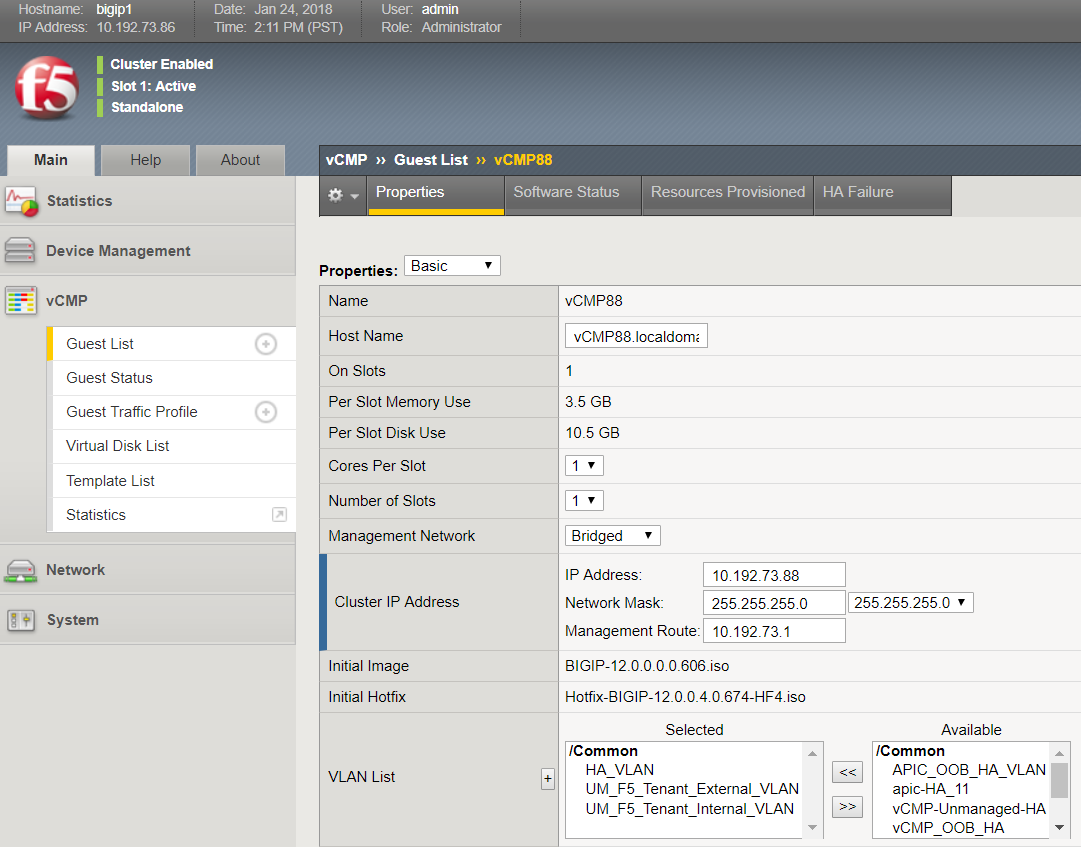 Hostname: bigip1 Date: Jan 24, 2018 User: admin
IP Address: 10.192.73.86 Time: 2:11 PM (PST) Role: Administrator
f5
Cluster Enabled
Slot 1: Active
Standalone
Main Help About
Statistics
Device Management
vCMP
Guest List
Guest Status
Guest Traffic Profile
Virtual Disk List
Template List
Statistics
Network
System
vCMP ›› Guest List ›› vCMP88
Properties Software Status Resources Provisioned HA Failure
Properties: Basic
Name vCMP88
Host Name vCMP88.localdoma
On Slots 1
Per Slot Memory Use 3.5 GB
Per Slot Disk Use 10.5 GB
Cores Per Slot 1
Number of Slots 1
Management Network Bridged
Cluster IP Address
IP Address: 10.192.73.88
Network Mask: 255.255.255.0 255.255.255.0
Management Route: 10.192.73.1
Initial Image BIGIP-12.0.0.0.0.606.iso
Initial Hotfix Hotfix-BIGIP-12.0.0.4.0.674-HF4.iso
VLAN List +
Selected
/Common
HA_VLAN
UM_F5_Tenant_External_VLAN
UM_F5_Tenant_Internal_VLAN
<<
>>
Available
/Common
APIC_OOB_HA_VLAN
apic-HA_11
vCMP-Unmanaged-HA
vCMP_OOB_HA